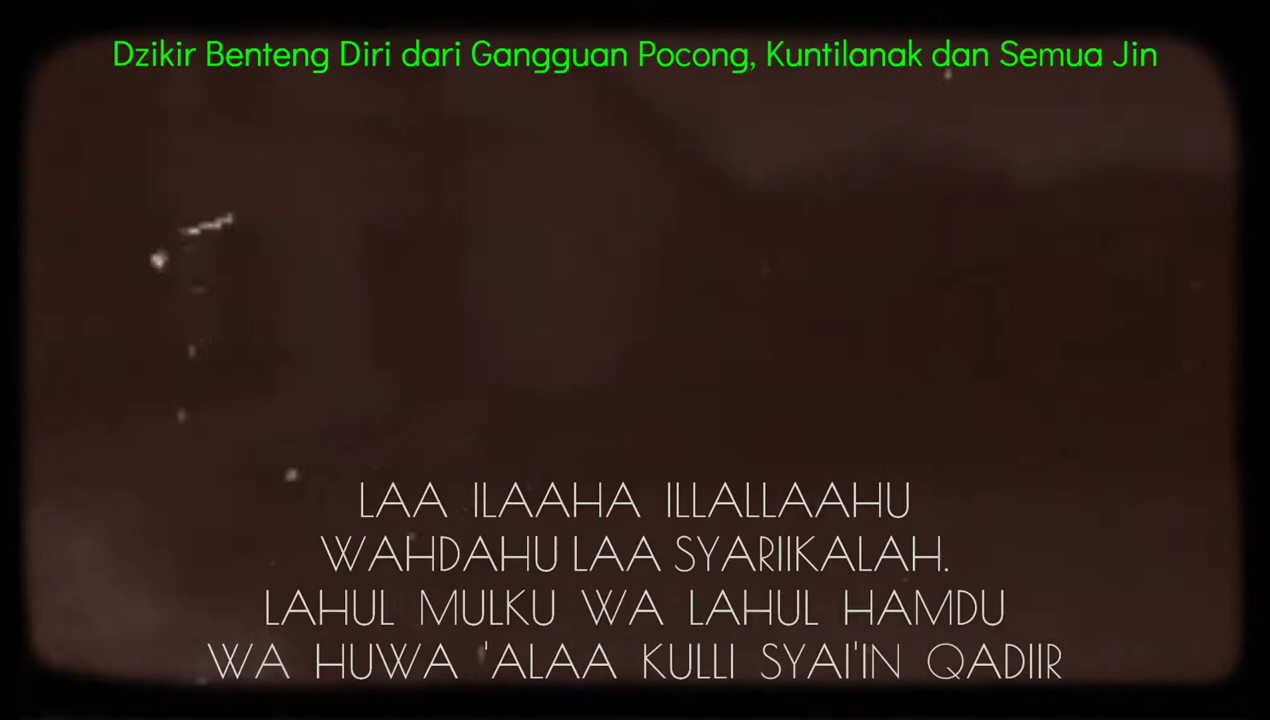 Dzikir Benteng Diri dari Gangguan Pocong, Kuntilanak dan Semua Jin
LAA ILAAHA ILLALLAAHU
WAHDAHU LAA SYARIIKALAH.
LAHUL MULKU WA LAHUL HAMDU
WA HUWA 'ALAA KULLI SYAI'IN QADIIR